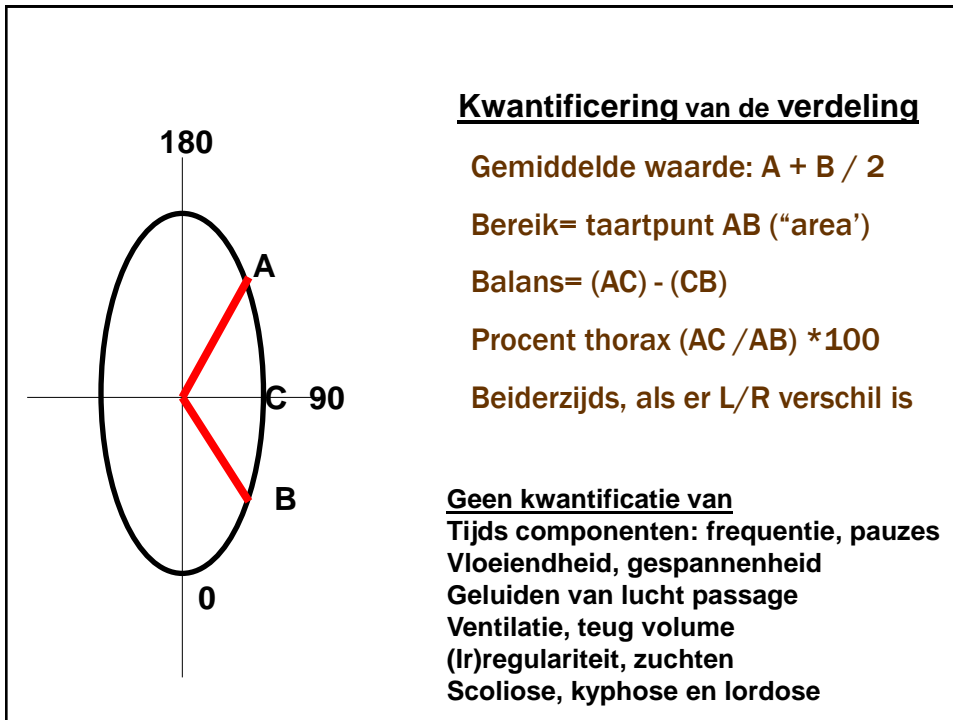 Kwantificering van de verdeling
180
Gemiddelde waarde: A + B / 2
Bereik= taartpunt AB (“area’)
A
Balans= (AC) - (CB)
Procent thorax (AC /AB) *100
C 90
Beiderzijds, als er L/R verschil is
B
0
Geen kwantificatie van
Tijds componenten: frequentie, pauzes
Vloeiendheid, gespannenheid
Geluiden van lucht passage
Ventilatie, teug volume
(Ir)regulariteit, zuchten
Scoliose, kyphose en lordose